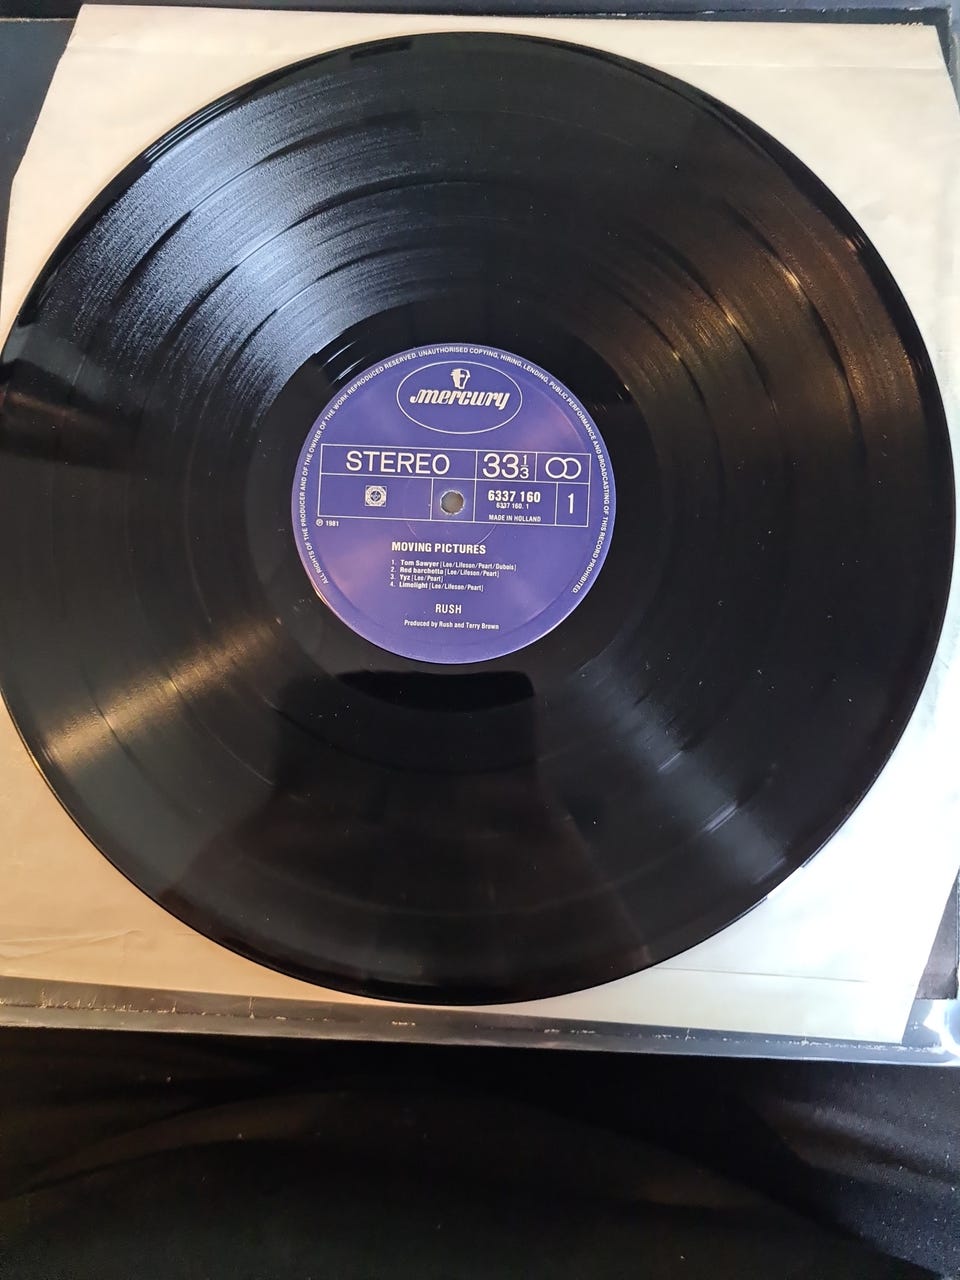 ALL RIGHTS OF THE PRODUCER AND OF THE OWNER OF THE WORK REPRODUCED RESERVED. UNAUTHORISED COPYING, HIRING, LENDING, PUBLIC PERFORMANCE AND BROADCASTING OF THIS RECORD PROHIBITED.
mercury
STEREO 33 1/3
6337 160
6337 160. 1
1
MADE IN HOLLAND
℗ 1981
MOVING PICTURES
1. Tom Sawyer [Lee/Lifeson/Peart/Dubois]
2. Red barchetta [Lee/Lifeson/Peart]
3. Yyz [Lee/Peart]
4. Limelight [Lee/Lifeson/Peart]
RUSH
Produced by Rush and Terry Brown